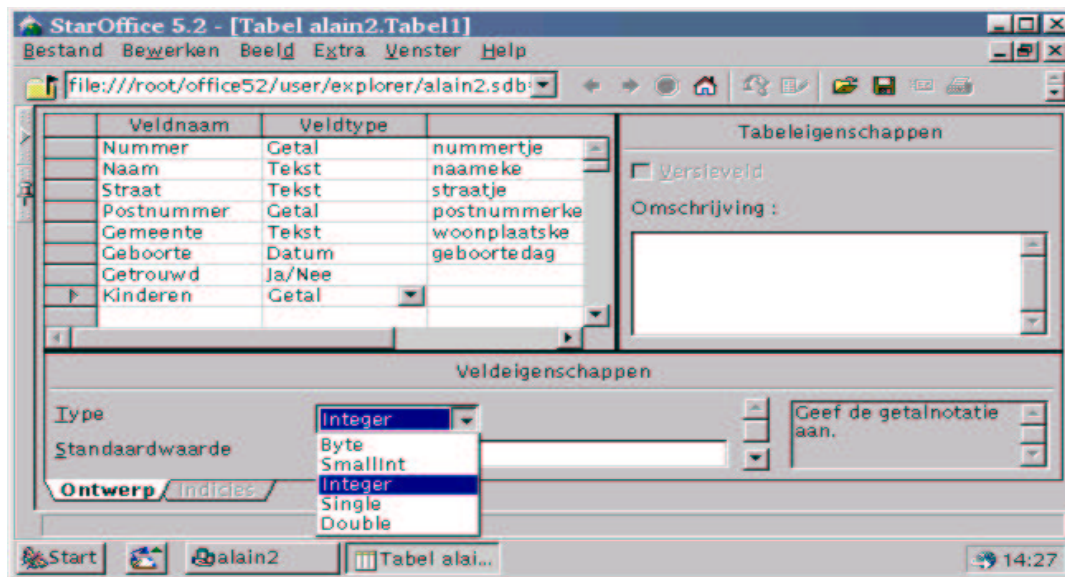 StarOffice 5.2 - [Tabel alain2.Tabel1]
Bestand Bewerken Beeld Extra Venster Help
file:///root/office52/user/explorer/alain2.sdb
Veldnaam Veldtype
Nummer Getal nummertje
Naam Tekst naameke
Straat Tekst straatje
Postnummer Getal postnummerke
Gemeente Tekst woonplaatske
Geboorte Datum geboortedag
Getrouwd Ja/Nee
Kinderen Getal
Tabeleigenschappen
Versieveld
Omschrijving :
Veldeigenschappen
Type Integer
Standaardwaarde
Byte
SmallInt
Integer
Single
Double
Geef de getalnotatie
aan.
Ontwerp Indicies
Start alain2 Tabel alai... 14:27